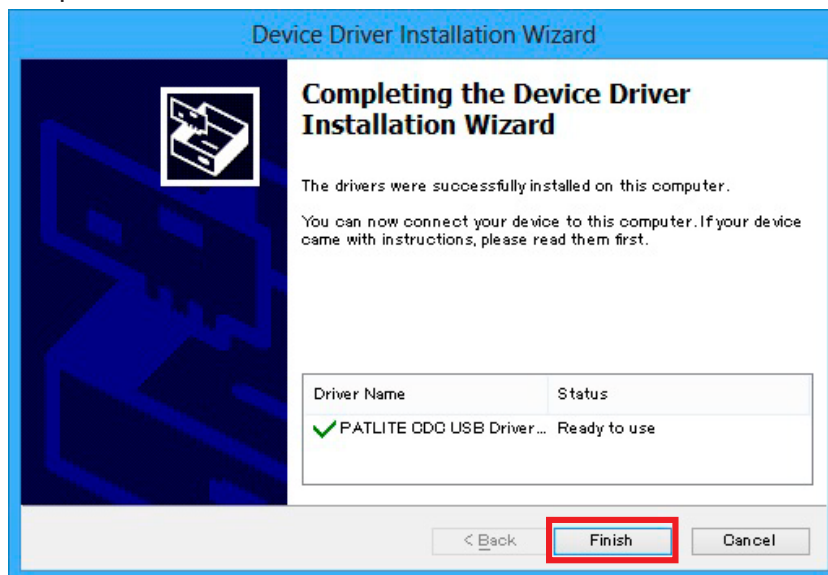 Device Driver Installation Wizard
Completing the Device Driver
Installation Wizard
The drivers were successfully installed on this computer.
You can now connect your device to this computer. If your device
came with instructions, please read them first.
Driver Name Status
PATLITE CDC USB Driver... Ready to use
< Back Finish Cancel